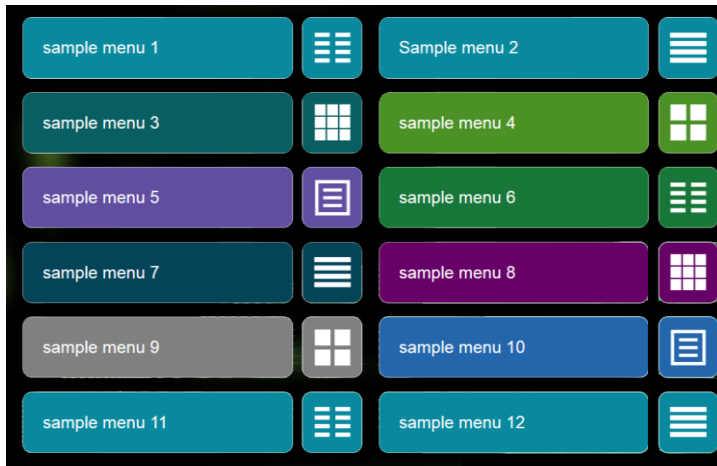 sample menu 1
Sample menu 2
sample menu 3
sample menu 4
sample menu 5
sample menu 6
sample menu 7
sample menu 8
sample menu 9
sample menu 10
sample menu 11
sample menu 12